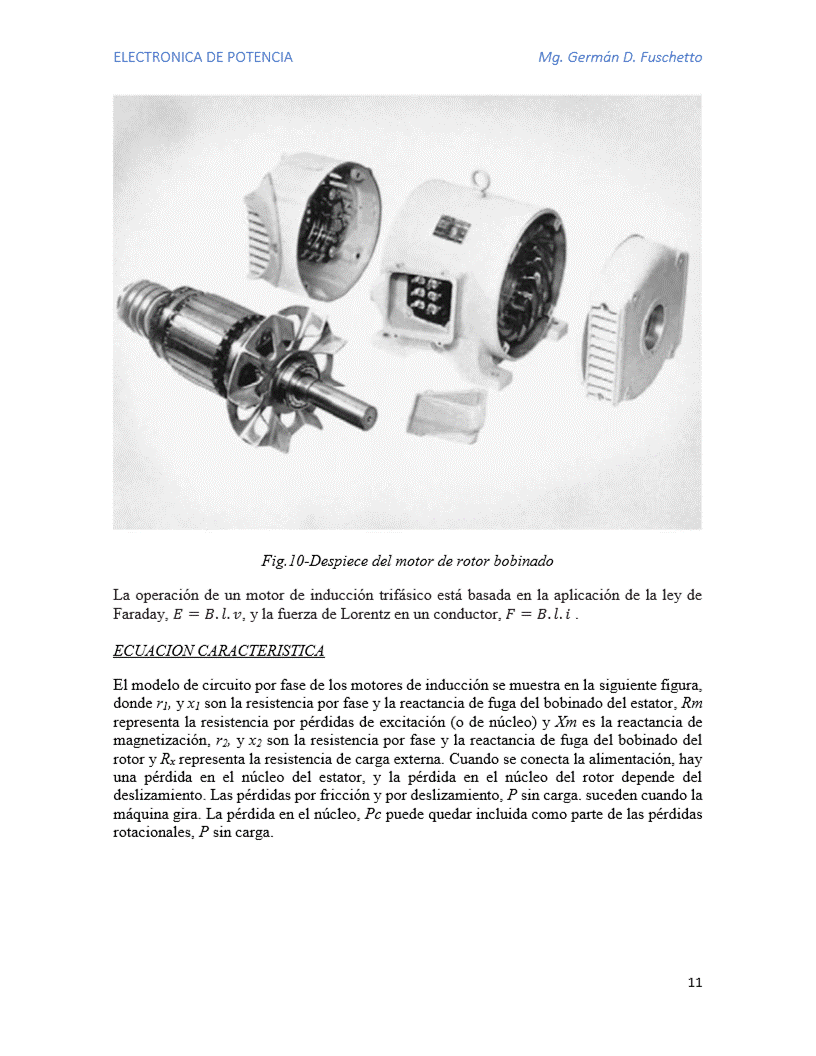 ELECTRONICA DE POTENCIA Mg. Germán D. Fuschetto
Fig.10-Despiece del motor de rotor bobinado
La operación de un motor de inducción trifásico está basada en la aplicación de la ley de
Faraday, E = B. l. v, y la fuerza de Lorentz en un conductor, F = B. l. i .
ECUACION CARACTERISTICA
El modelo de circuito por fase de los motores de inducción se muestra en la siguiente figura,
donde r1, y x1 son la resistencia por fase y la reactancia de fuga del bobinado del estator, Rm
representa la resistencia por pérdidas de excitación (o de núcleo) y Xm es la reactancia de
magnetización, r2, y x2 son la resistencia por fase y la reactancia de fuga del bobinado del
rotor y Rx representa la resistencia de carga externa. Cuando se conecta la alimentación, hay
una pérdida en el núcleo del estator, y la pérdida en el núcleo del rotor depende del
deslizamiento. Las pérdidas por fricción y por deslizamiento, P sin carga. suceden cuando la
máquina gira. La pérdida en el núcleo, Pc puede quedar incluida como parte de las pérdidas
rotacionales, P sin carga.
11